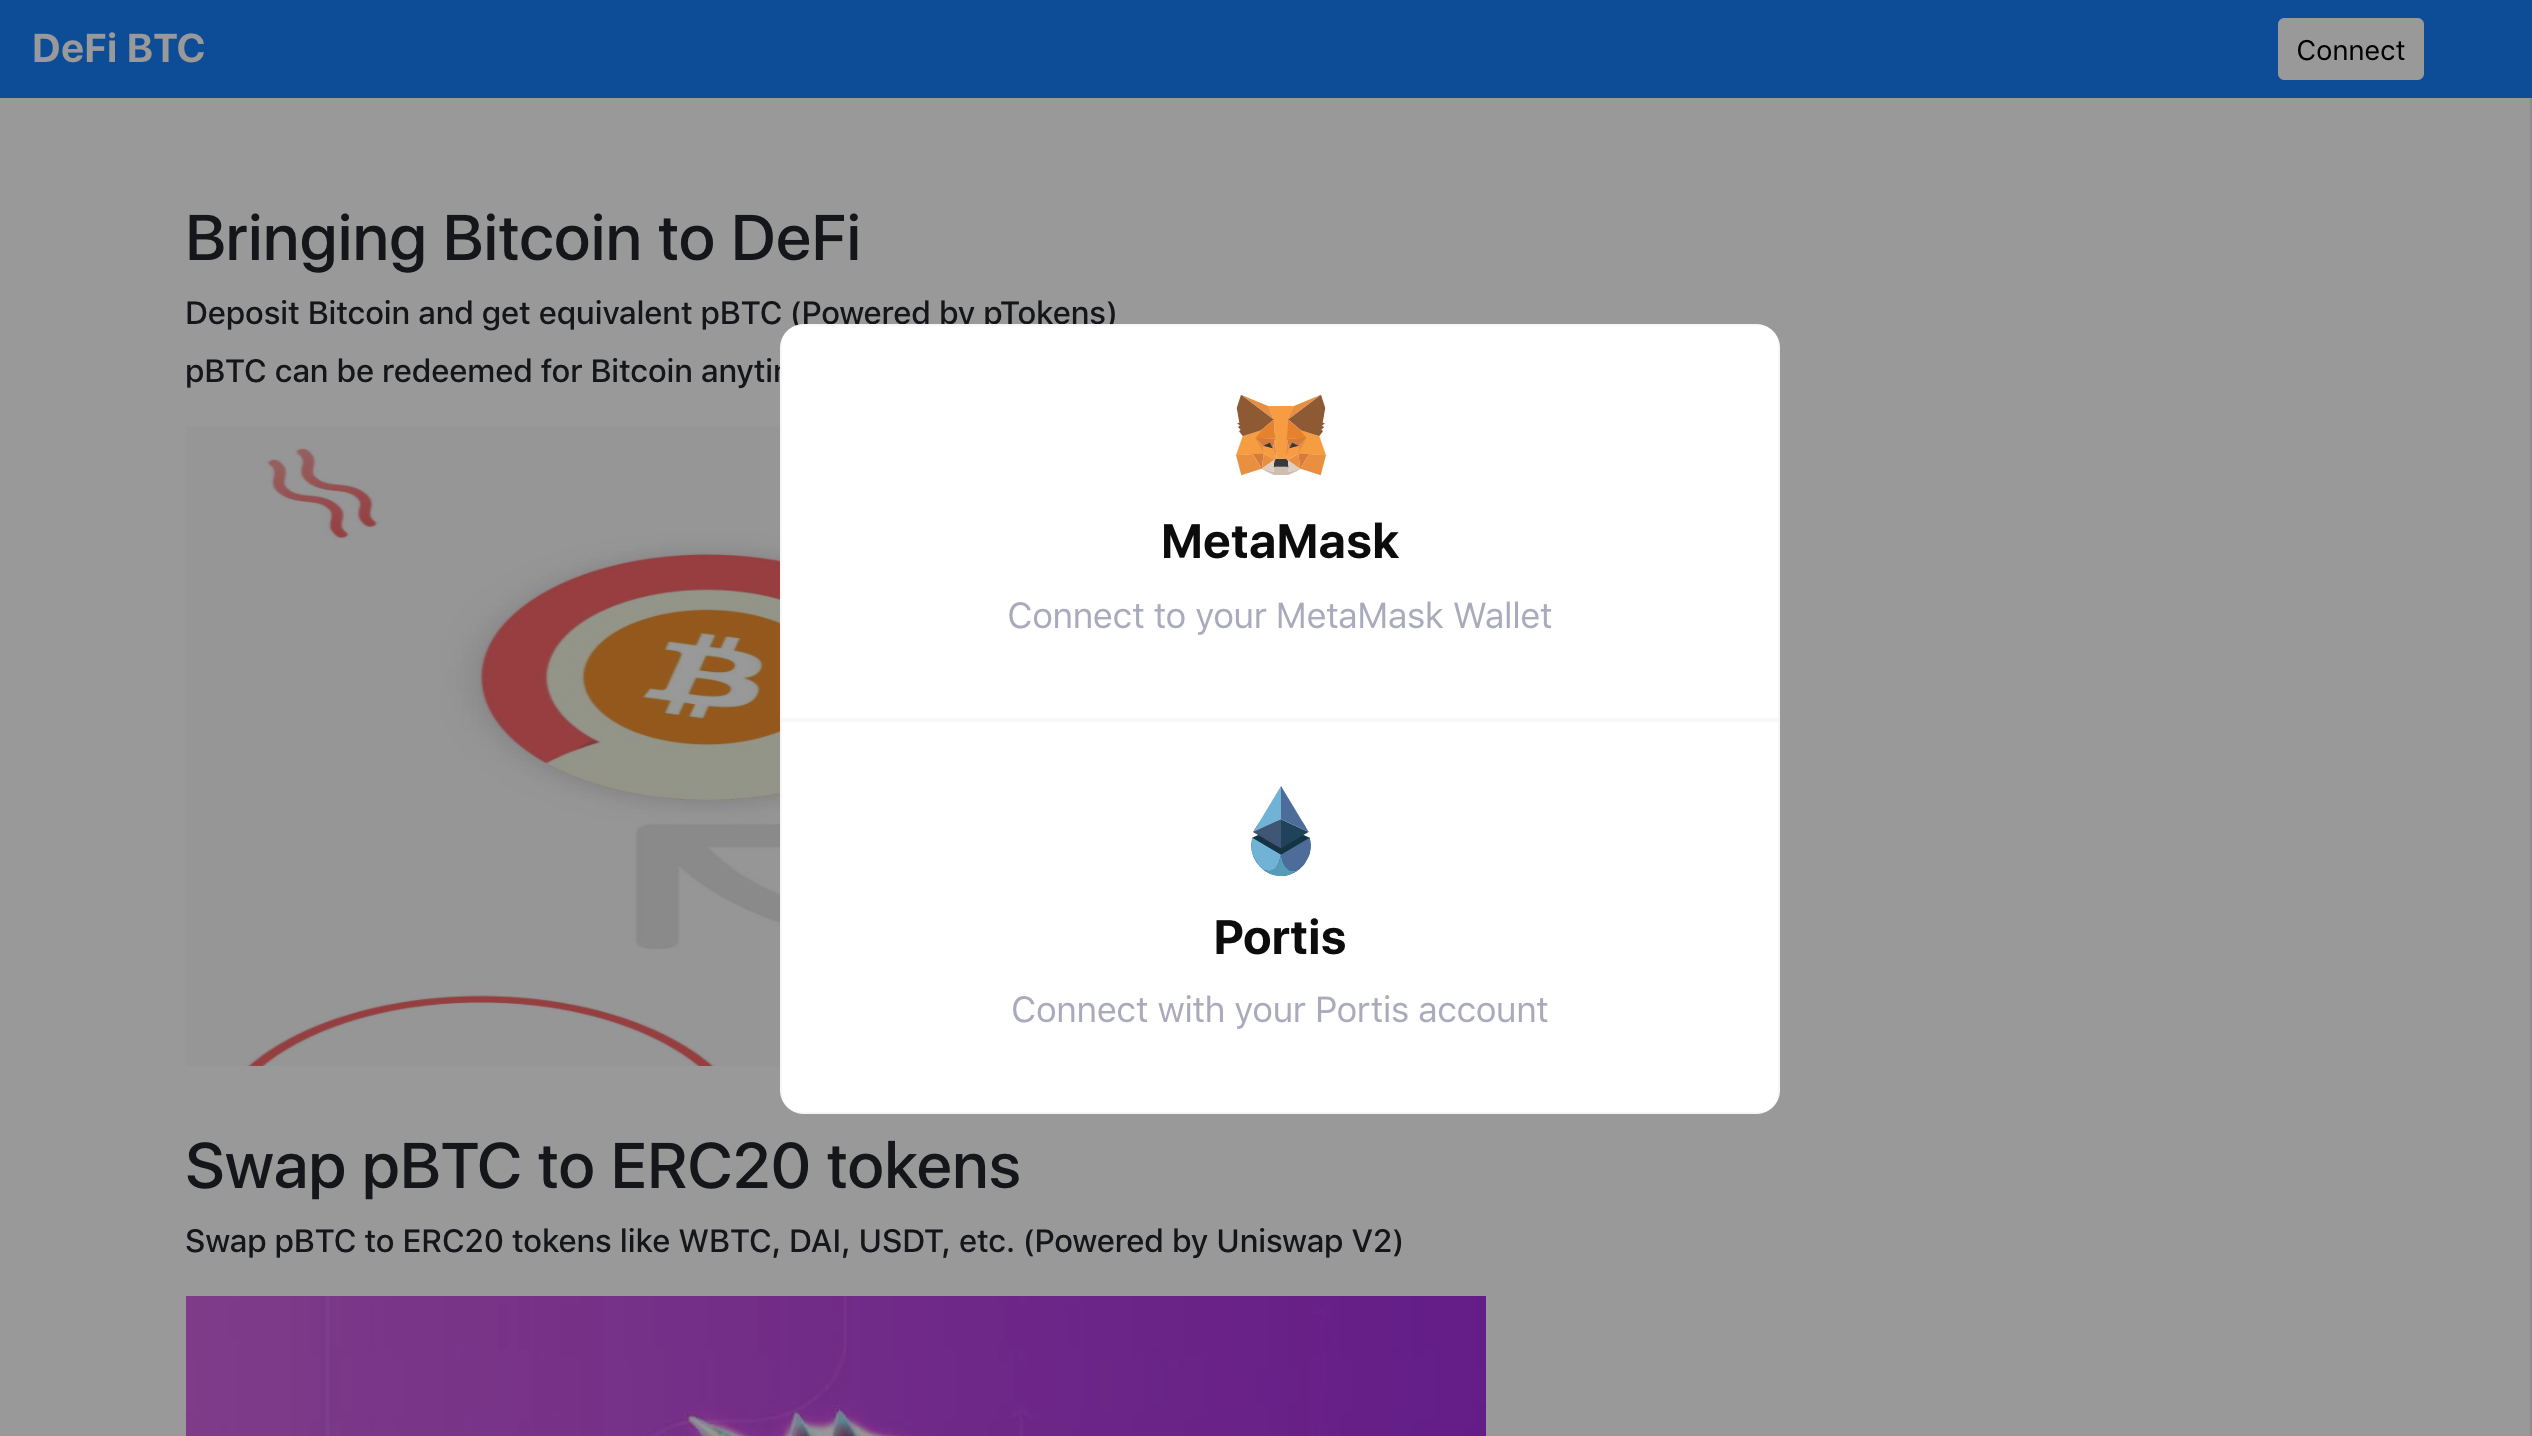 DeFi BTC
Connect
Bringing Bitcoin to DeFi
Deposit Bitcoin and get equivalent pBTC (Powered by pTokens)
pBTC can be redeemed for Bitcoin
MetaMask
Connect to your MetaMask Wallet
Portis
Connect with your Portis account
Swap pBTC to ERC20 tokens
Swap pBTC to ERC20 tokens like WBTC, DAI, USDT, etc. (Powered by Uniswap V2)